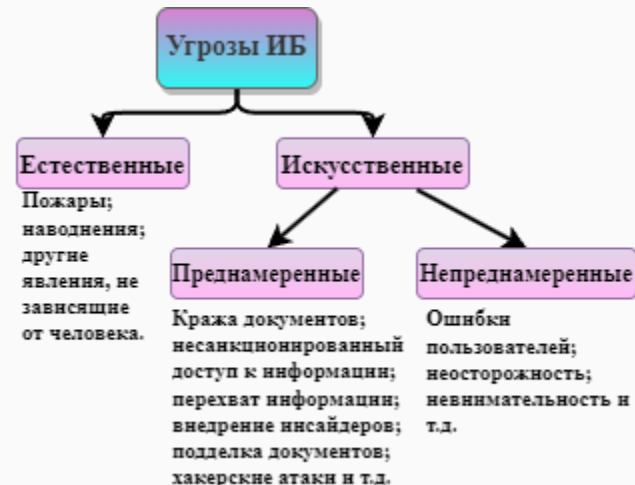 Угрозы ИБ
Естественные
Искусственные
Пожары;
наводнения;
другие
явления, не
зависящие
от человека.
Преднамеренные
Непреднамеренные
Кража документов;
несанкционированный
доступ к информации;
перехват информации;
внедрение инсайдеров;
подделка документов;
хакерские атаки и т.д.
Ошибки
пользователей;
неосторожность;
невнимательность и
т.д.